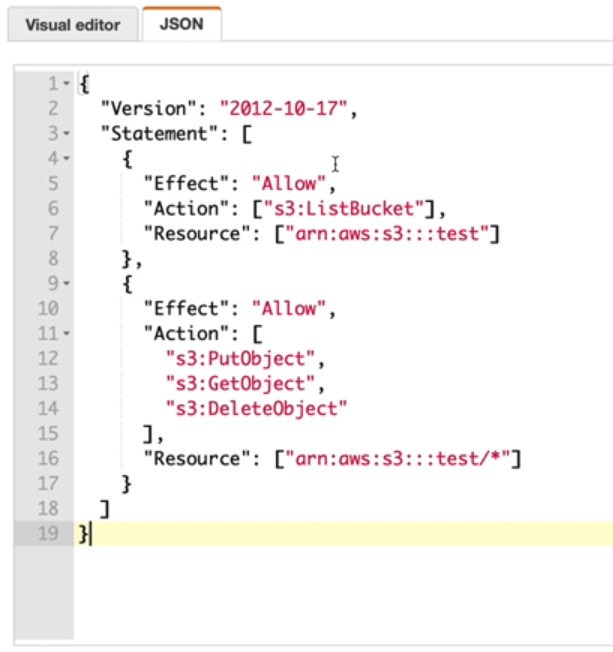 Visual editor JSON
1 {
2 "Version": "2012-10-17",
3 "Statement": [
4 {
5 "Effect": "Allow",
6 "Action": ["s3:ListBucket"],
7 "Resource": ["arn:aws:s3:::test"]
8 },
9 {
10 "Effect": "Allow",
11 "Action": [
12 "s3:PutObject",
13 "s3:GetObject",
14 "s3:DeleteObject"
15 ],
16 "Resource": ["arn:aws:s3:::test/*"]
17 }
18 ]
19 }